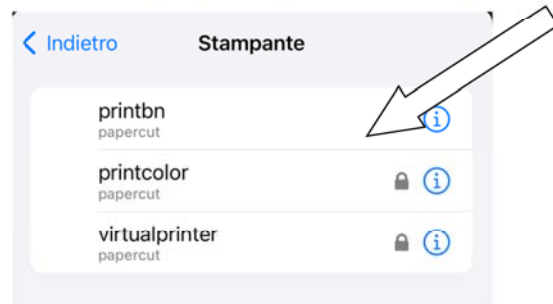 Indietro
Stampante
printbn
papercut
printcolor
papercut
virtualprinter
papercut